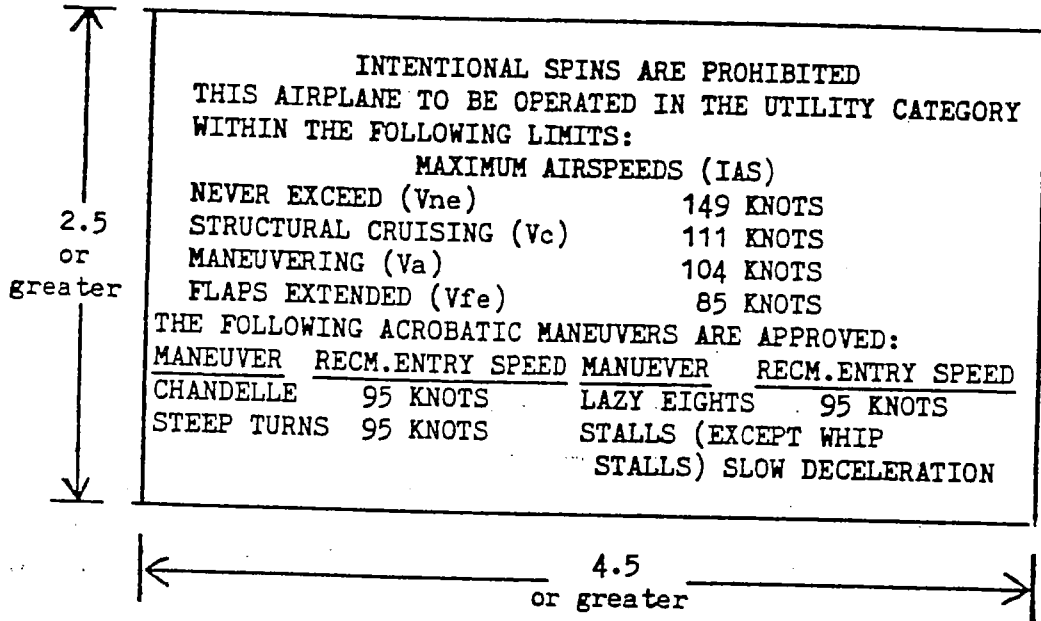 INTENTIONAL SPINS ARE PROHIBITED
THIS AIRPLANE TO BE OPERATED IN THE UTILITY CATEGORY
WITHIN THE FOLLOWING LIMITS:
MAXIMUM AIRSPEEDS (IAS)
NEVER EXCEED (Vne) 149 KNOTS
STRUCTURAL CRUISING (Vc) 111 KNOTS
MANEUVERING (Va) 104 KNOTS
FLAPS EXTENDED (Vfe) 85 KNOTS
THE FOLLOWING ACROBATIC MANEUVERS ARE APPROVED:
MANEUVER RECM.ENTRY SPEED MANUEVER RECM.ENTRY SPEED
CHANDELLE 95 KNOTS LAZY EIGHTS 95 KNOTS
STEEP TURNS 95 KNOTS STALLS (EXCEPT WHIP
STALLS) SLOW DECELERATION
2.5
or
greater
4.5
or greater